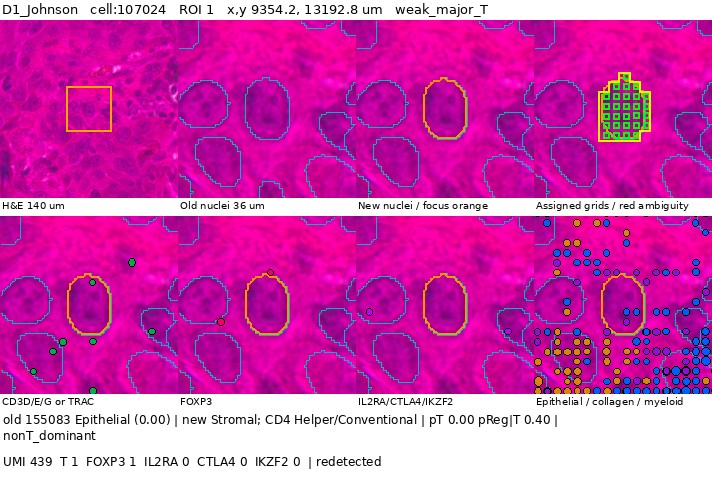 D1_Johnson   cell:107024   ROI 1   x,y 9354.2, 13192.8 um   weak_major_T
H&E 140 um
Old nuclei 36 um
New nuclei / focus orange
Assigned grids / red ambiguity
CD3D/E/G or TRAC
FOXP3
IL2RA/CTLA4/IKZF2
Epithelial / collagen / myeloid
old 155083 Epithelial (0.00) | new Stromal; CD4 Helper/Conventional | pT 0.00 pReg|T 0.40 |
nonT_dominant
UMI 439  T 1  FOXP3 1  IL2RA 0  CTLA4 0  IKZF2 0  | redetected